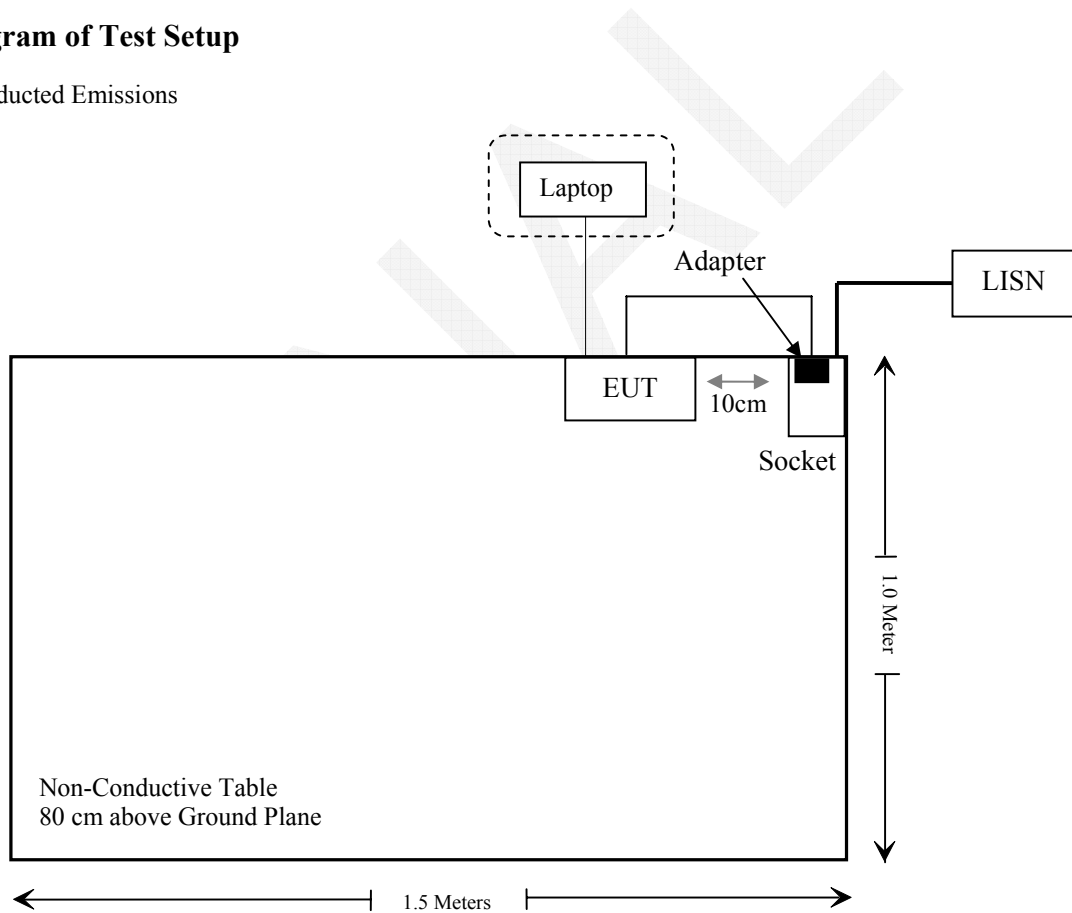 gram of Test Setup
ducted Emissions
Laptop
Adapter
LISN
EUT
10cm
Socket
1.0 Meter
Non-Conductive Table
80 cm above Ground Plane
1.5 Meters